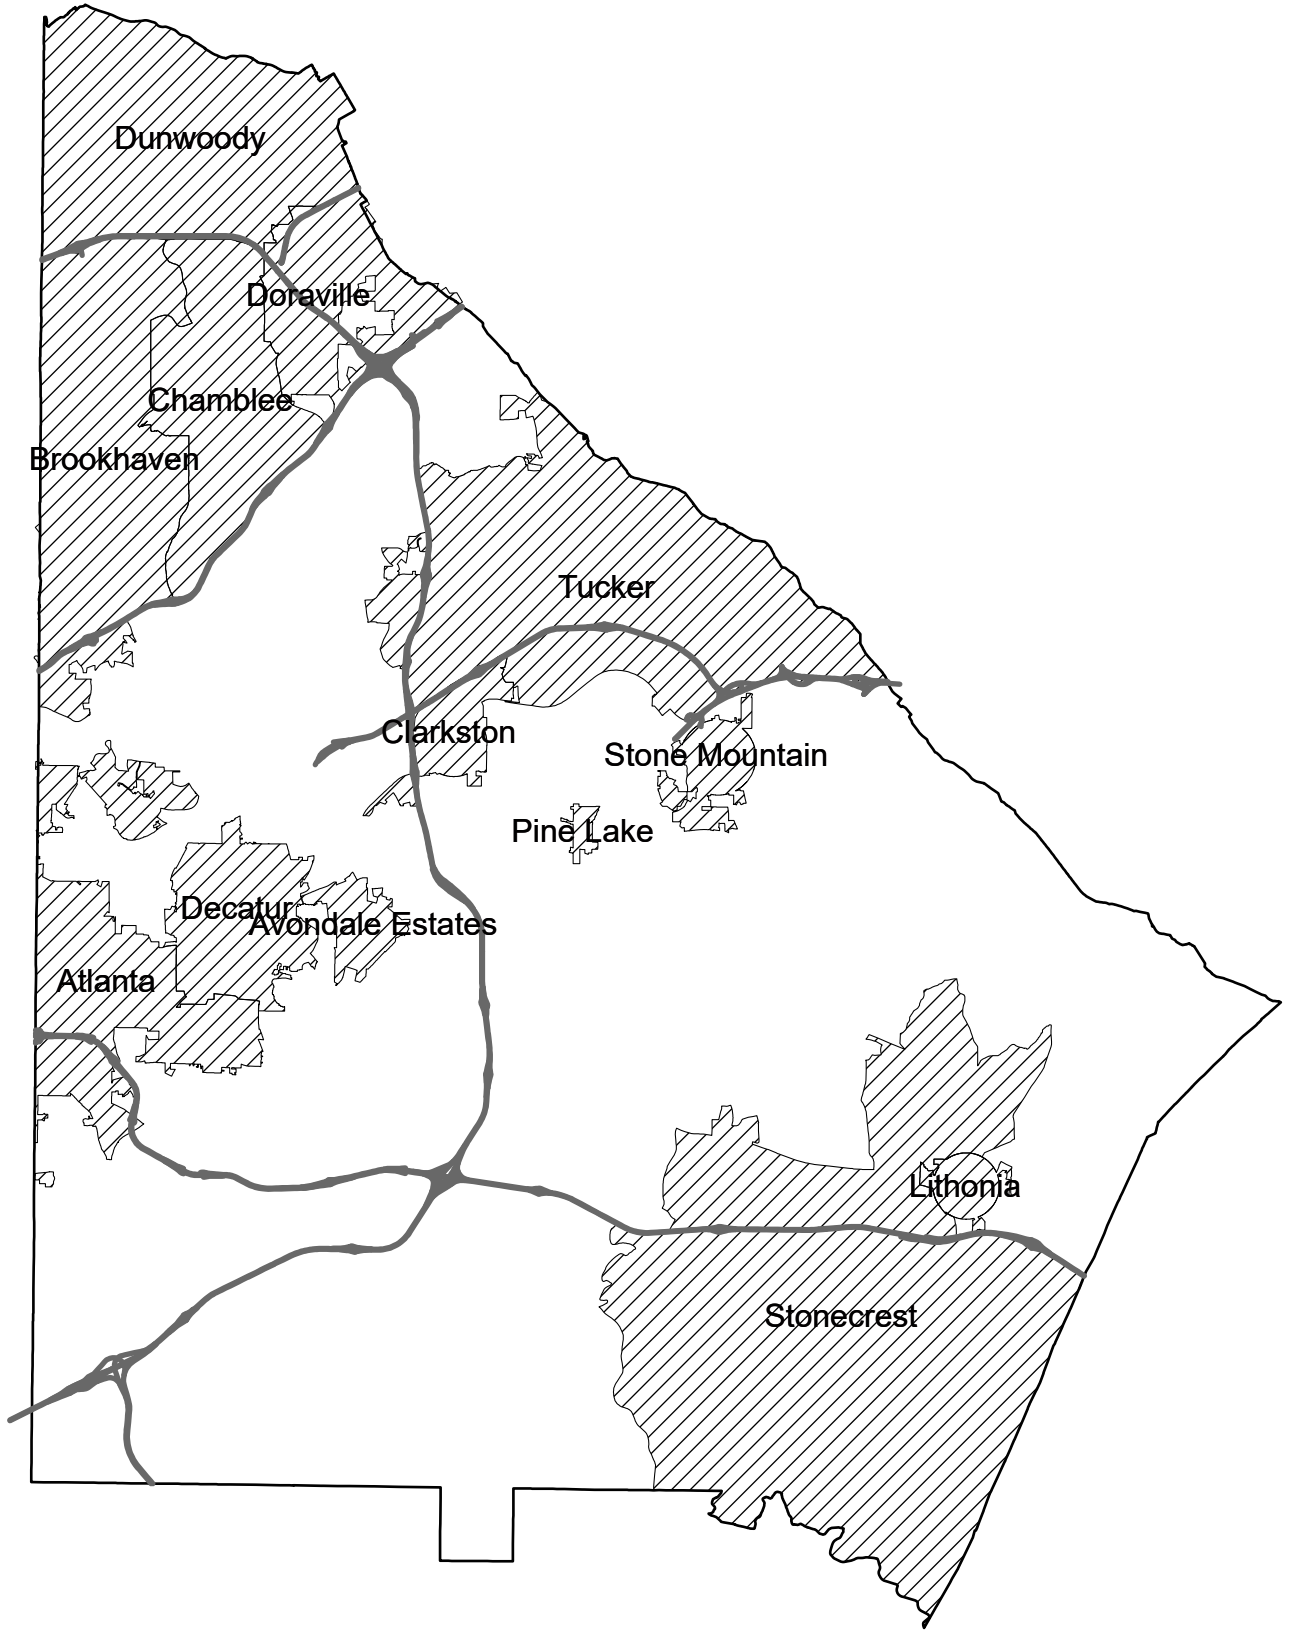 Dunwoody
Doraville
Chamblee
Brookhaven
Tucker
Clarkston
Stone Mountain
Pine Lake
Decatur
Avondale Estates
Atlanta
Lithonia
Stonecrest